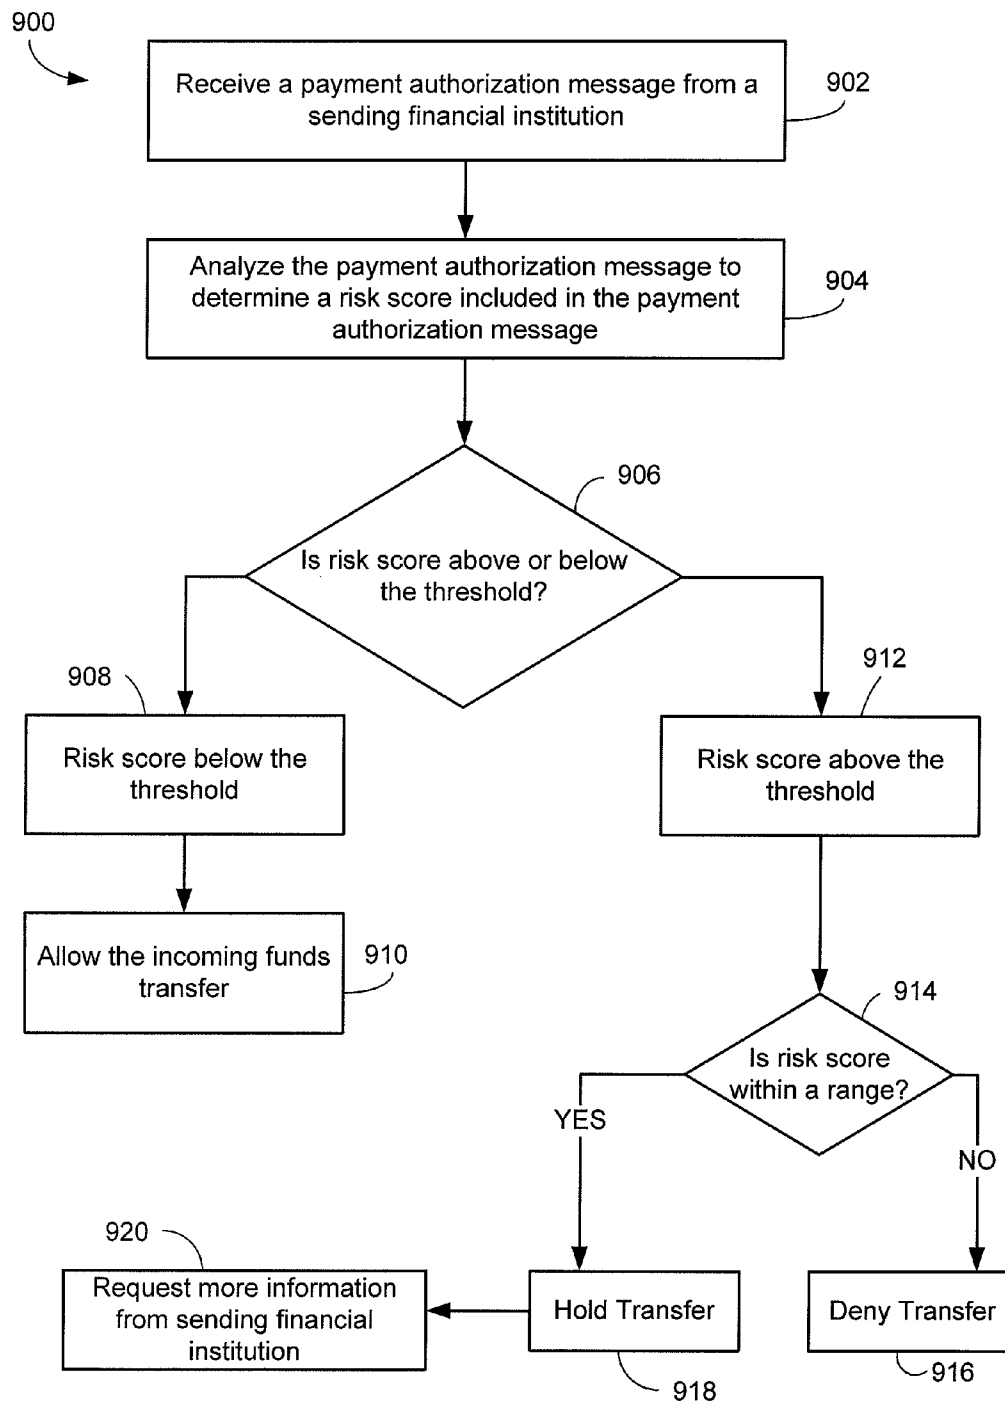 900
Receive a payment authorization message from a
sending financial institution
902
Analyze the payment authorization message to
determine a risk score included in the payment
authorization message
904
906
Is risk score above or below
the threshold?
908
Risk score below the
threshold
912
Risk score above the
threshold
Allow the incoming funds
transfer
910
914
Is risk score
within a range?
YES
NO
920
Request more information
from sending financial
institution
Hold Transfer
918
Deny Transfer
916